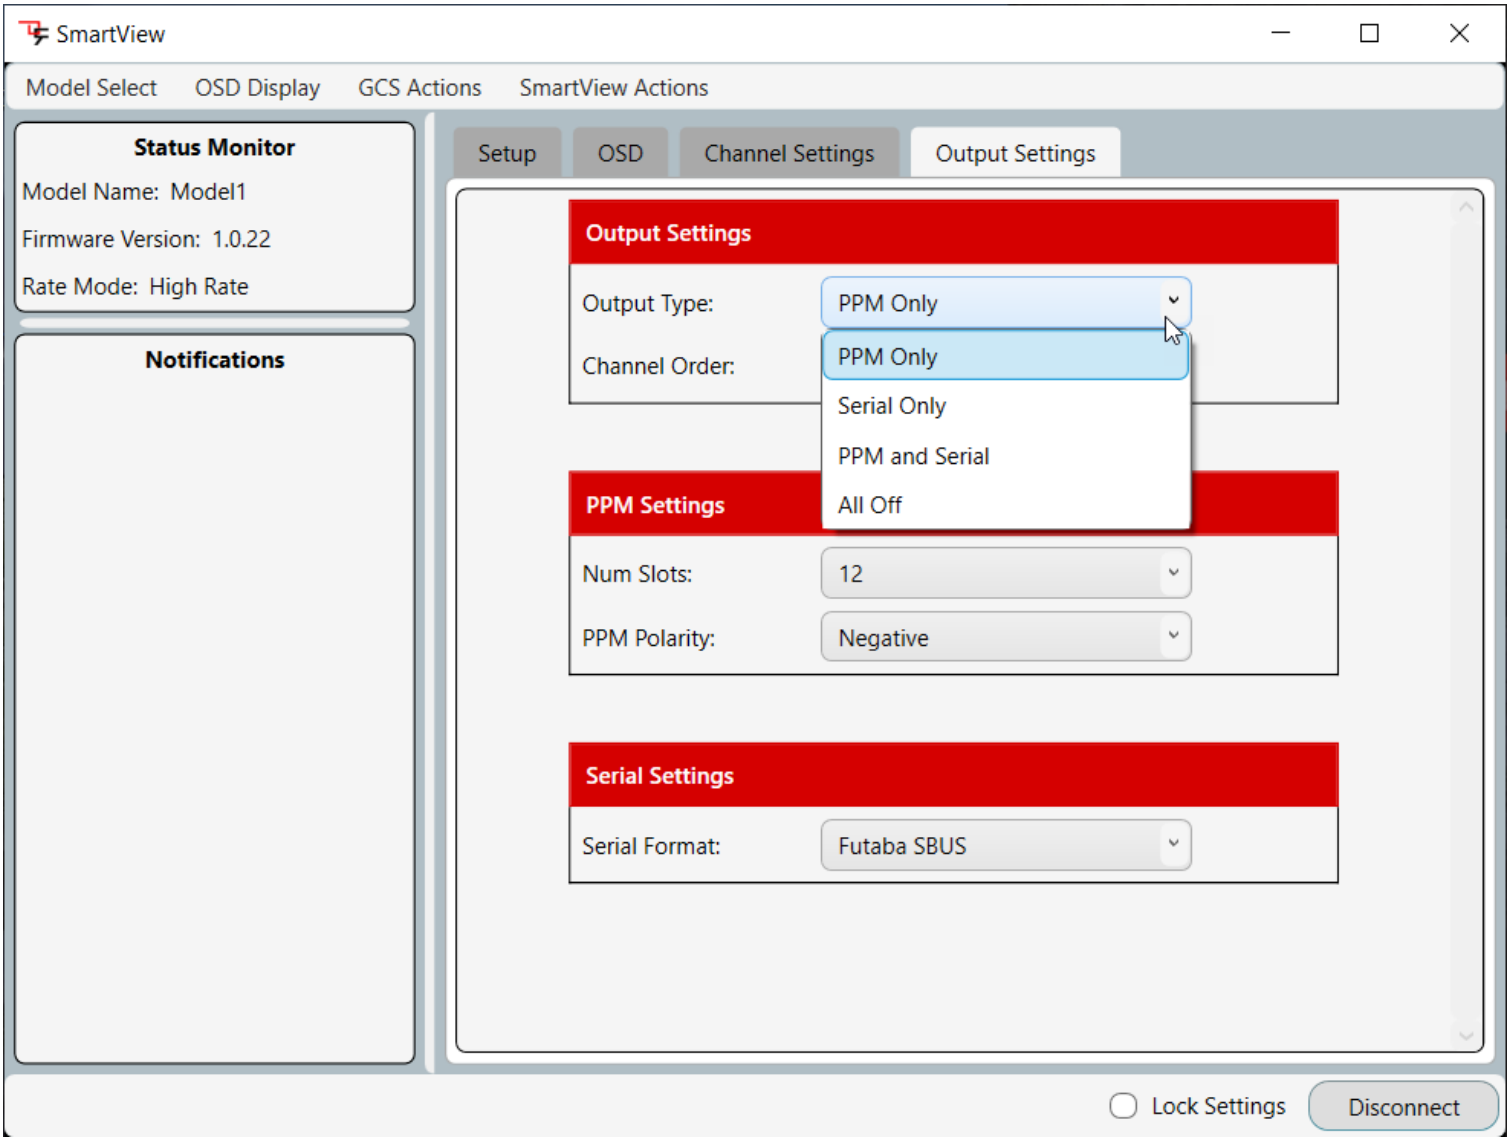 SmartView
Model Select OSD Display GCS Actions SmartView Actions
Status Monitor
Model Name: Model1
Firmware Version: 1.0.22
Rate Mode: High Rate
Notifications
Setup OSD Channel Settings Output Settings
Output Settings
Output Type: PPM Only
Channel Order:
PPM Only
Serial Only
PPM and Serial
All Off
PPM Settings
Num Slots: 12
PPM Polarity: Negative
Serial Settings
Serial Format: Futaba SBUS
Lock Settings Disconnect